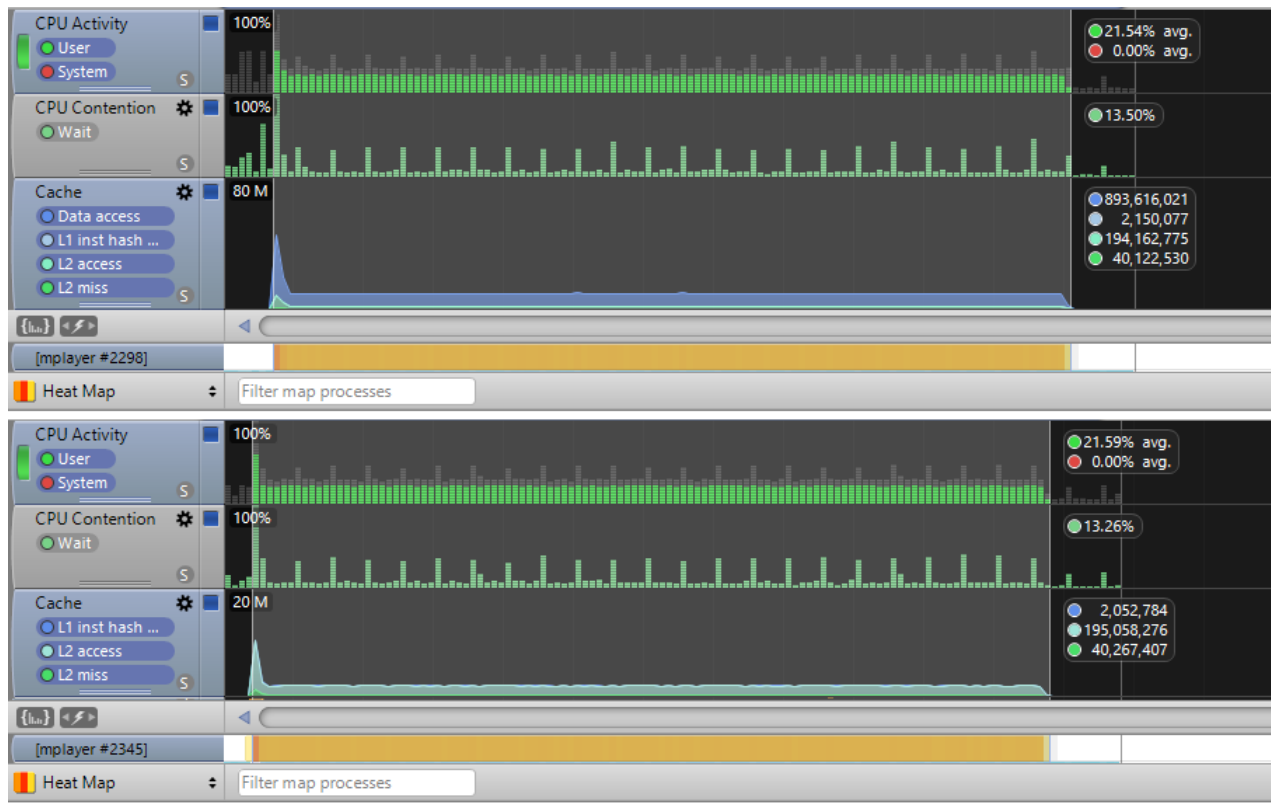 CPU Activity
100%
User
21.54% avg.
System
0.00% avg.
S
CPU Contention
100%
Wait
13.50%
S
Cache
80 M
Data access
893,616,021
L1 inst hash ...
2,150,077
L2 access
194,162,775
L2 miss
40,122,530
S
[mplayer #2298]
Heat Map
Filter map processes
CPU Activity
100%
User
21.59% avg.
System
0.00% avg.
S
CPU Contention
100%
Wait
13.26%
S
Cache
20 M
L1 inst hash ...
2,052,784
L2 access
195,058,276
L2 miss
40,267,407
S
[mplayer #2345]
Heat Map
Filter map processes